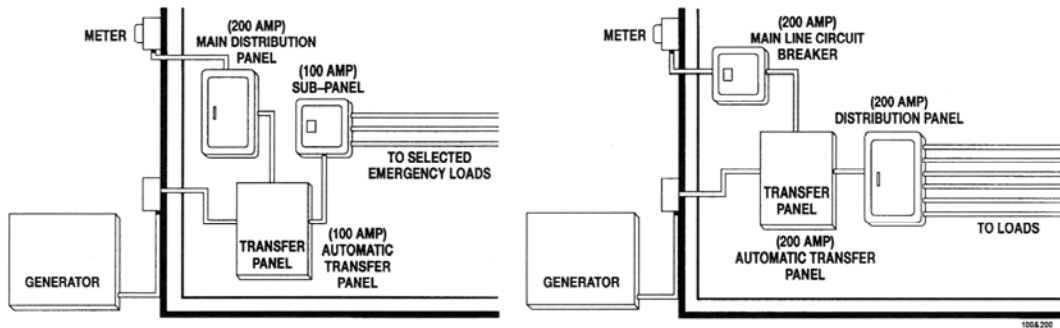 METER
(200 AMP)
MAIN DISTRIBUTION
PANEL
(100 AMP)
SUB–PANEL
TO SELECTED
EMERGENCY LOADS
TRANSFER
PANEL
(100 AMP)
AUTOMATIC
TRANSFER
PANEL
GENERATOR
METER
(200 AMP)
MAIN LINE CIRCUIT
BREAKER
(200 AMP)
DISTRIBUTION PANEL
TRANSFER
PANEL
TO LOADS
(200 AMP)
AUTOMATIC TRANSFER
PANEL
GENERATOR
100&200